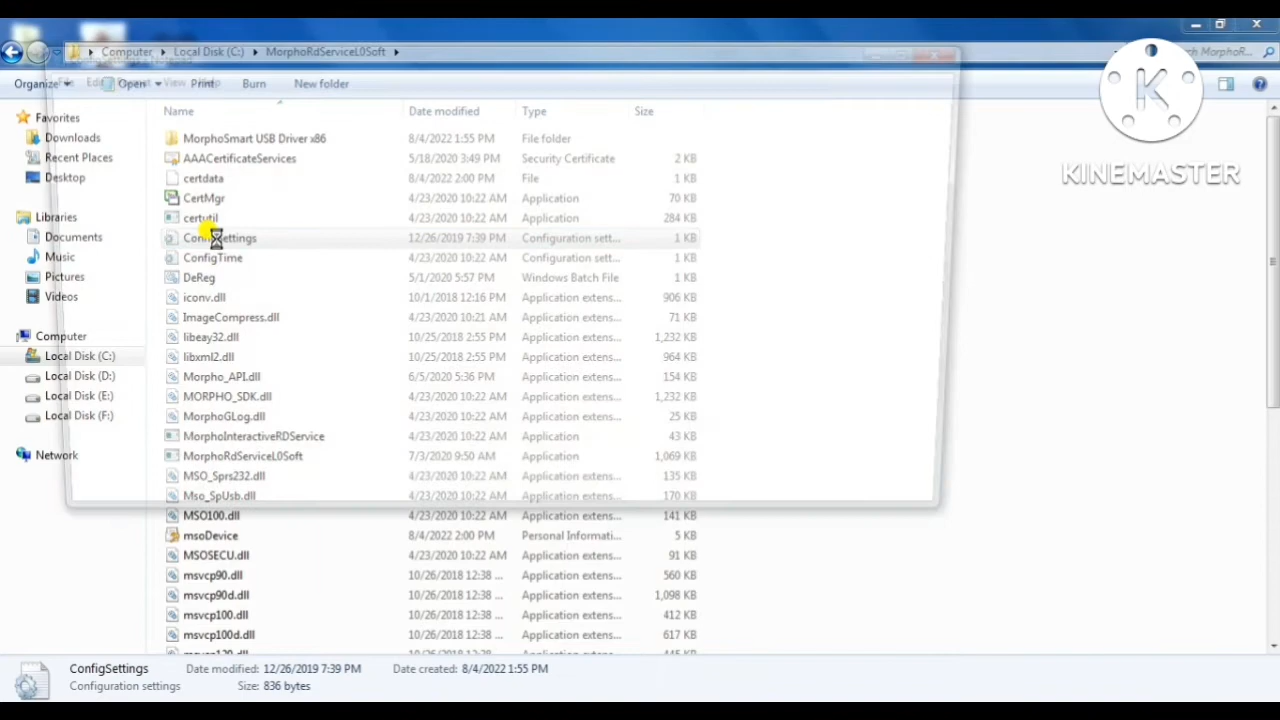 Computer Local Disk (C:) MorphoRdServiceL0Soft
MorphoR...
Organize Open Print Burn New folder
File Edit View
KINEMASTER
Name Date modified Type Size
Favorites
Downloads
Recent Places
Desktop
Libraries
Documents
Music
Pictures
Videos
Computer
Local Disk (C:)
Local Disk (D:)
Local Disk (E:)
Local Disk (F:)
Network
MorphoSmart USB Driver x86 8/4/2022 1:55 PM File folder
AAACertificateServices 5/18/2020 3:49 PM Security Certificate 2 KB
certdata 8/4/2022 2:00 PM File 1 KB
CertMgr 4/23/2020 10:22 AM Application 70 KB
certutil 4/23/2020 10:22 AM Application 284 KB
ConfigSettings 12/26/2019 7:39 PM Configuration sett... 1 KB
ConfigTime 4/23/2020 10:22 AM Configuration sett... 1 KB
DeReg 5/1/2020 5:57 PM Windows Batch File 1 KB
iconv.dll 10/1/2018 12:16 PM Application extens... 906 KB
ImageCompress.dll 4/23/2020 10:21 AM Application extens... 71 KB
libeay32.dll 10/25/2018 2:55 PM Application extens... 1,232 KB
libxml2.dll 10/25/2018 2:55 PM Application extens... 964 KB
Morpho_API.dll 6/5/2020 5:36 PM Application extens... 154 KB
MORPHO_SDK.dll 4/23/2020 10:22 AM Application extens... 1,232 KB
MorphoGLog.dll 4/23/2020 10:22 AM Application extens... 25 KB
MorphoInteractiveRDService 4/23/2020 10:22 AM Application 43 KB
MorphoRdServiceL0Soft 7/3/2020 9:50 AM Application 1,069 KB
MSO_Sprs232.dll 4/23/2020 10:22 AM Application extens... 135 KB
Mso_SpUsb.dll 4/23/2020 10:22 AM Application extens... 170 KB
MSO100.dll 4/23/2020 10:22 AM Application extens... 141 KB
msoDevice 8/4/2022 2:00 PM Personal Informati... 5 KB
MSOSECU.dll 4/23/2020 10:22 AM Application extens... 91 KB
msvcp90.dll 10/26/2018 12:38 ... Application extens... 560 KB
msvcp90d.dll 10/26/2018 12:38 ... Application extens... 1,098 KB
msvcp100.dll 10/26/2018 12:38 ... Application extens... 412 KB
msvcp100d.dll 10/26/2018 12:38 ... Application extens... 617 KB
ConfigSettings Date modified: 12/26/2019 7:39 PM Date created: 8/4/2022 1:55 PM
Configuration settings Size: 836 bytes